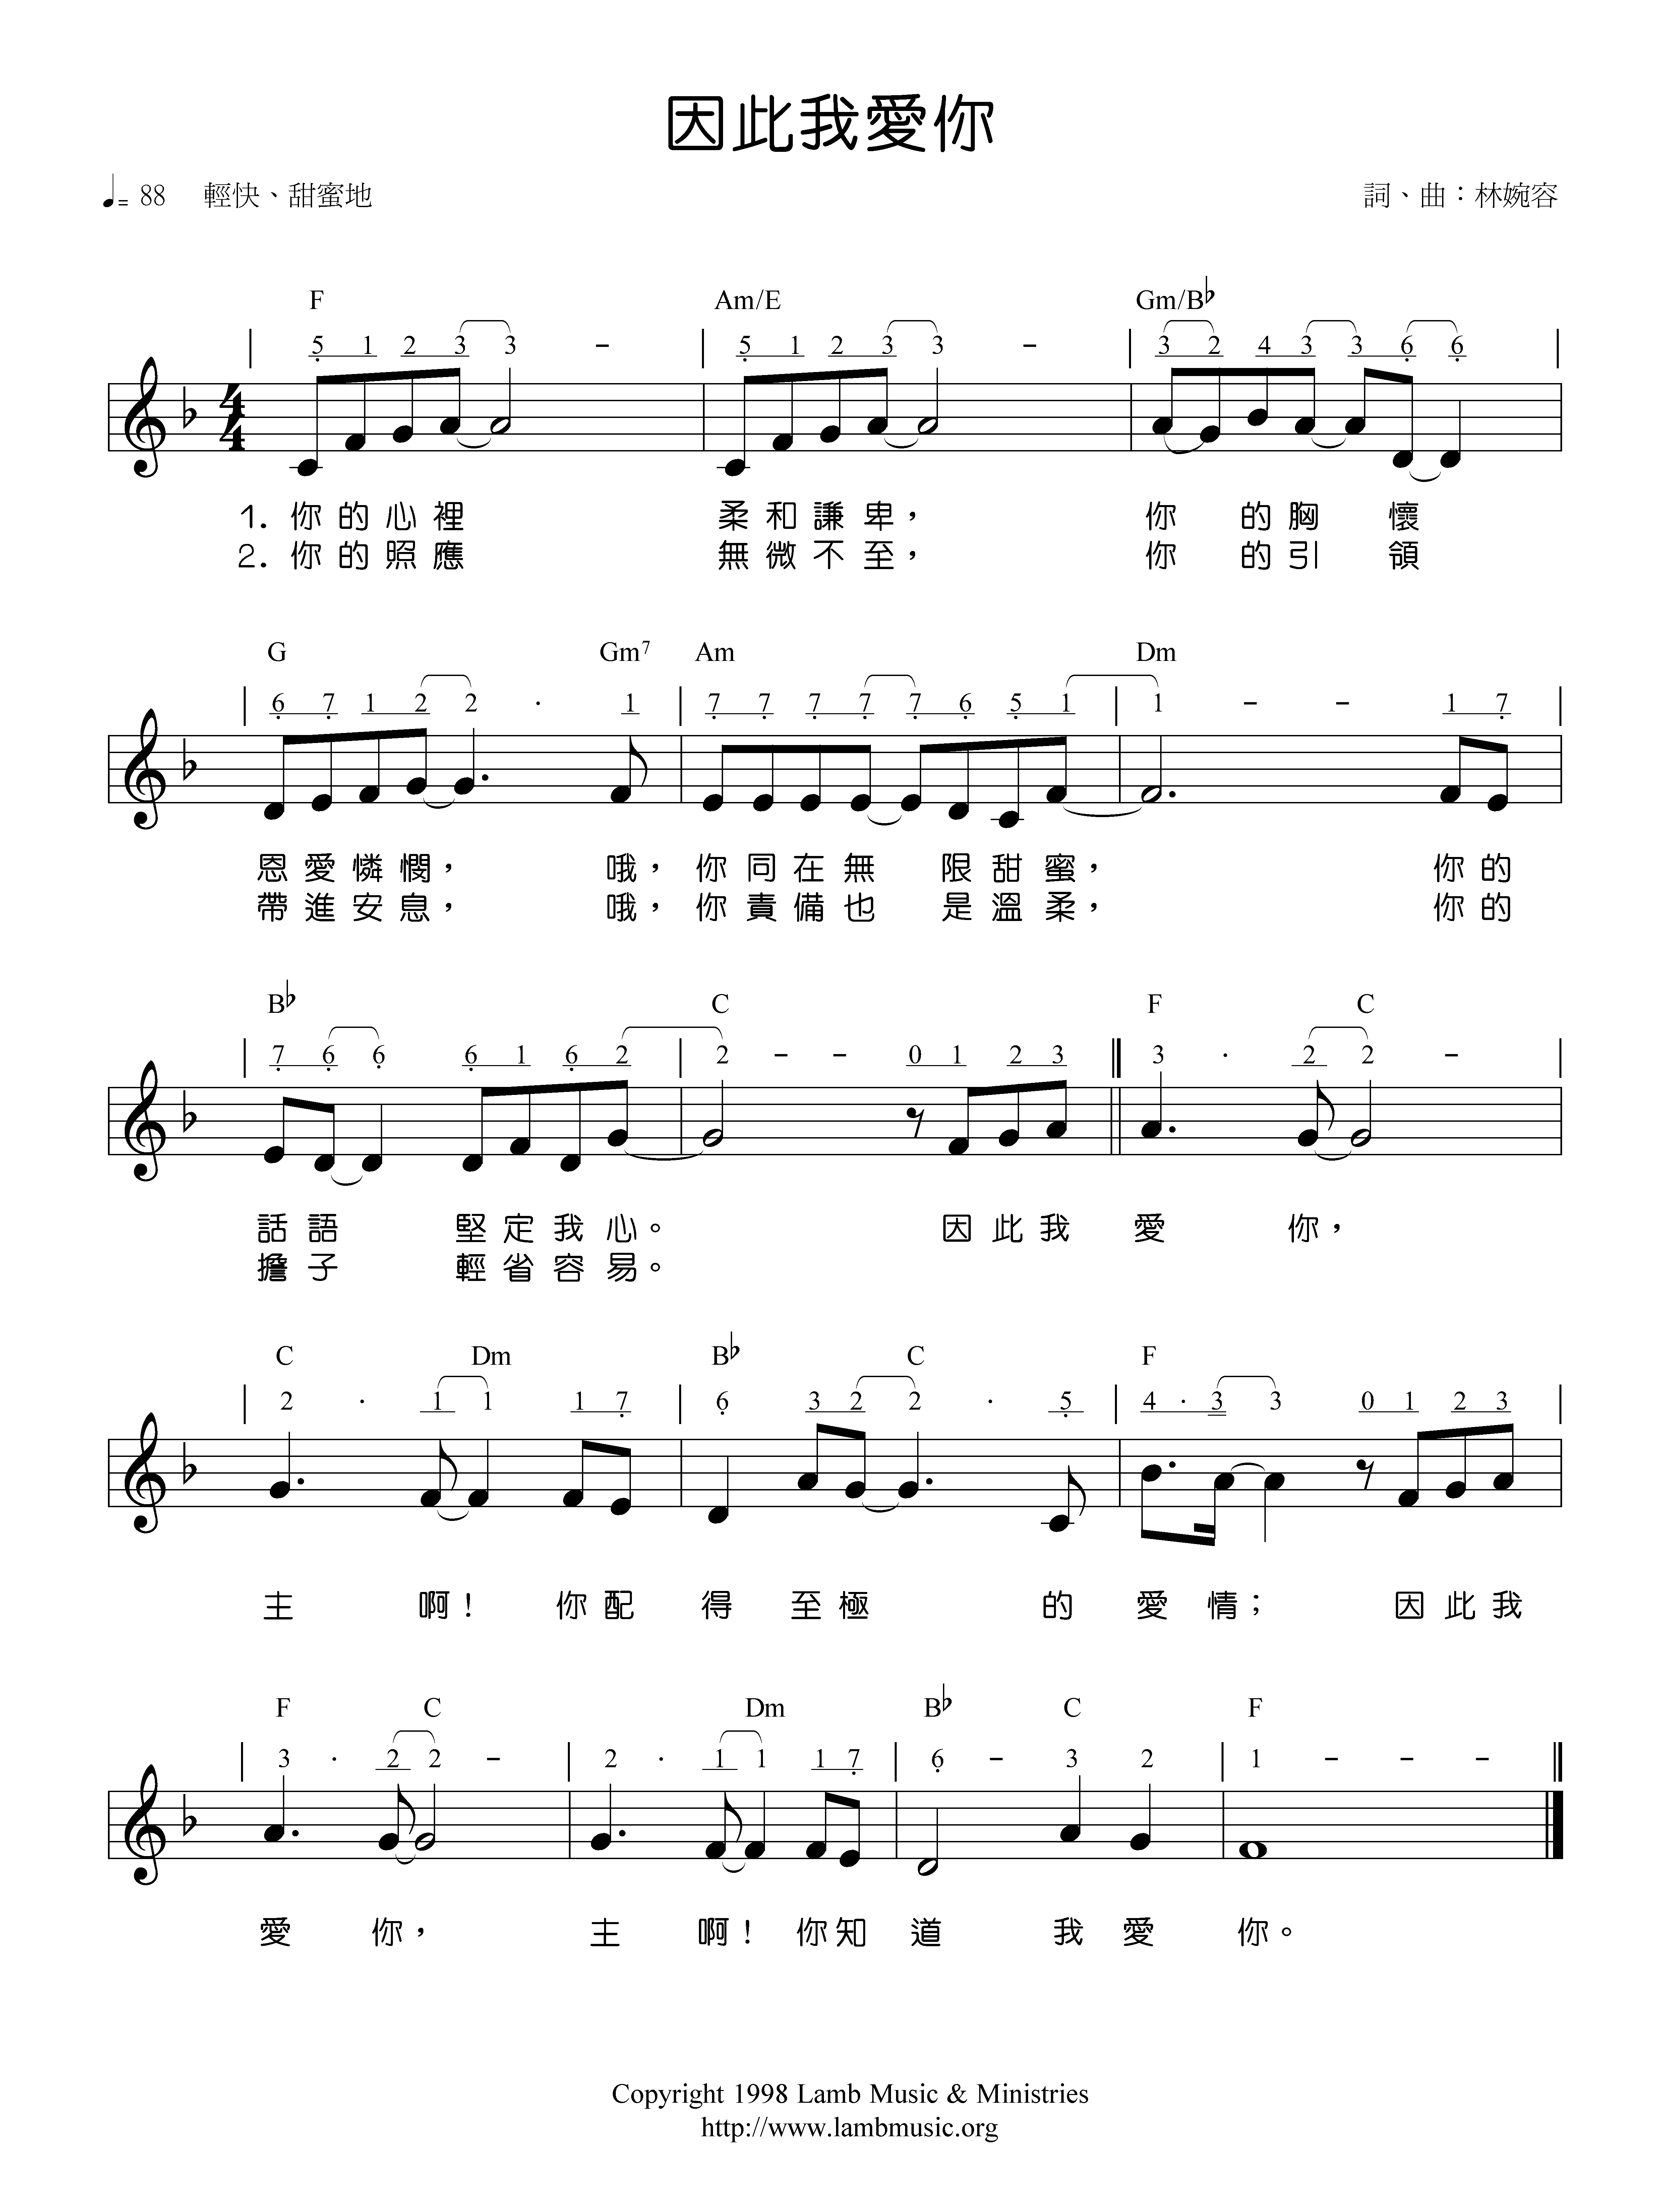 因此我愛你
♩= 88 輕快、甜蜜地 詞、曲：林婉容
F Am/E Gm/B♭
| 5̣ 1 2 3 3 – | 5̣ 1 2 3 3 – | 3 2 4 3 3 6̣ 6̣ |
4/4
1. 你的心裡 柔和謙卑， 你 的胸 懷
2. 你的照應 無微不至， 你 的引 領
G Gm7 Am Dm
| 6̣ 7̣ 1 2 2 · 1 | 7̣ 7̣ 7̣ 7̣ 7̣ 6̣ 5̣ 1 | 1 – – 1 7̣ |
恩愛憐憫， 哦，你同在無 限甜蜜， 你的
帶進安息， 哦，你責備也 是溫柔， 你的
B♭ C F C
| 7̣ 6̣ 6̣ 6̣ 1 6̣ 2 | 2 – – 0 1 2 3 || 3 · 2 2 – |
話語 堅定我心。 因此我 愛 你，
擔子 輕省容易。
C Dm B♭ C F
| 2 · 1 1 1 7̣ | 6̣ 3 2 2 · 5̣ | 4 · 3 3 0 1 2 3 |
主 啊！ 你配 得 至極 的 愛 情； 因此我
F C Dm B♭ C F
| 3 · 2 2 – | 2 · 1 1 1 7̣ | 6̣ – 3 2 | 1 – – – ||
愛 你， 主 啊！ 你知 道 我 愛 你。
Copyright 1998 Lamb Music & Ministries
http://www.lambmusic.org